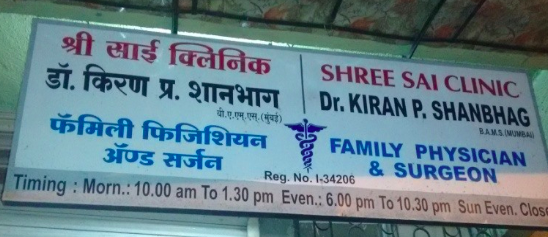 श्री साई क्लिनिक
डॉ. किरण प्र. शानभाग
बी.ए.एम.एस. (मुंबई)
फॅमिली फिजिशियन
अ‍ॅण्ड सर्जन
SHREE SAI CLINIC
Dr. KIRAN P. SHANBHAG
B.A.M.S. (MUMBAI)
FAMILY PHYSICIAN
& SURGEON
Reg. No. I-34206
Timing : Morn.: 10.00 am To 1.30 pm Even.: 6.00 pm To 10.30 pm Sun Even. Close